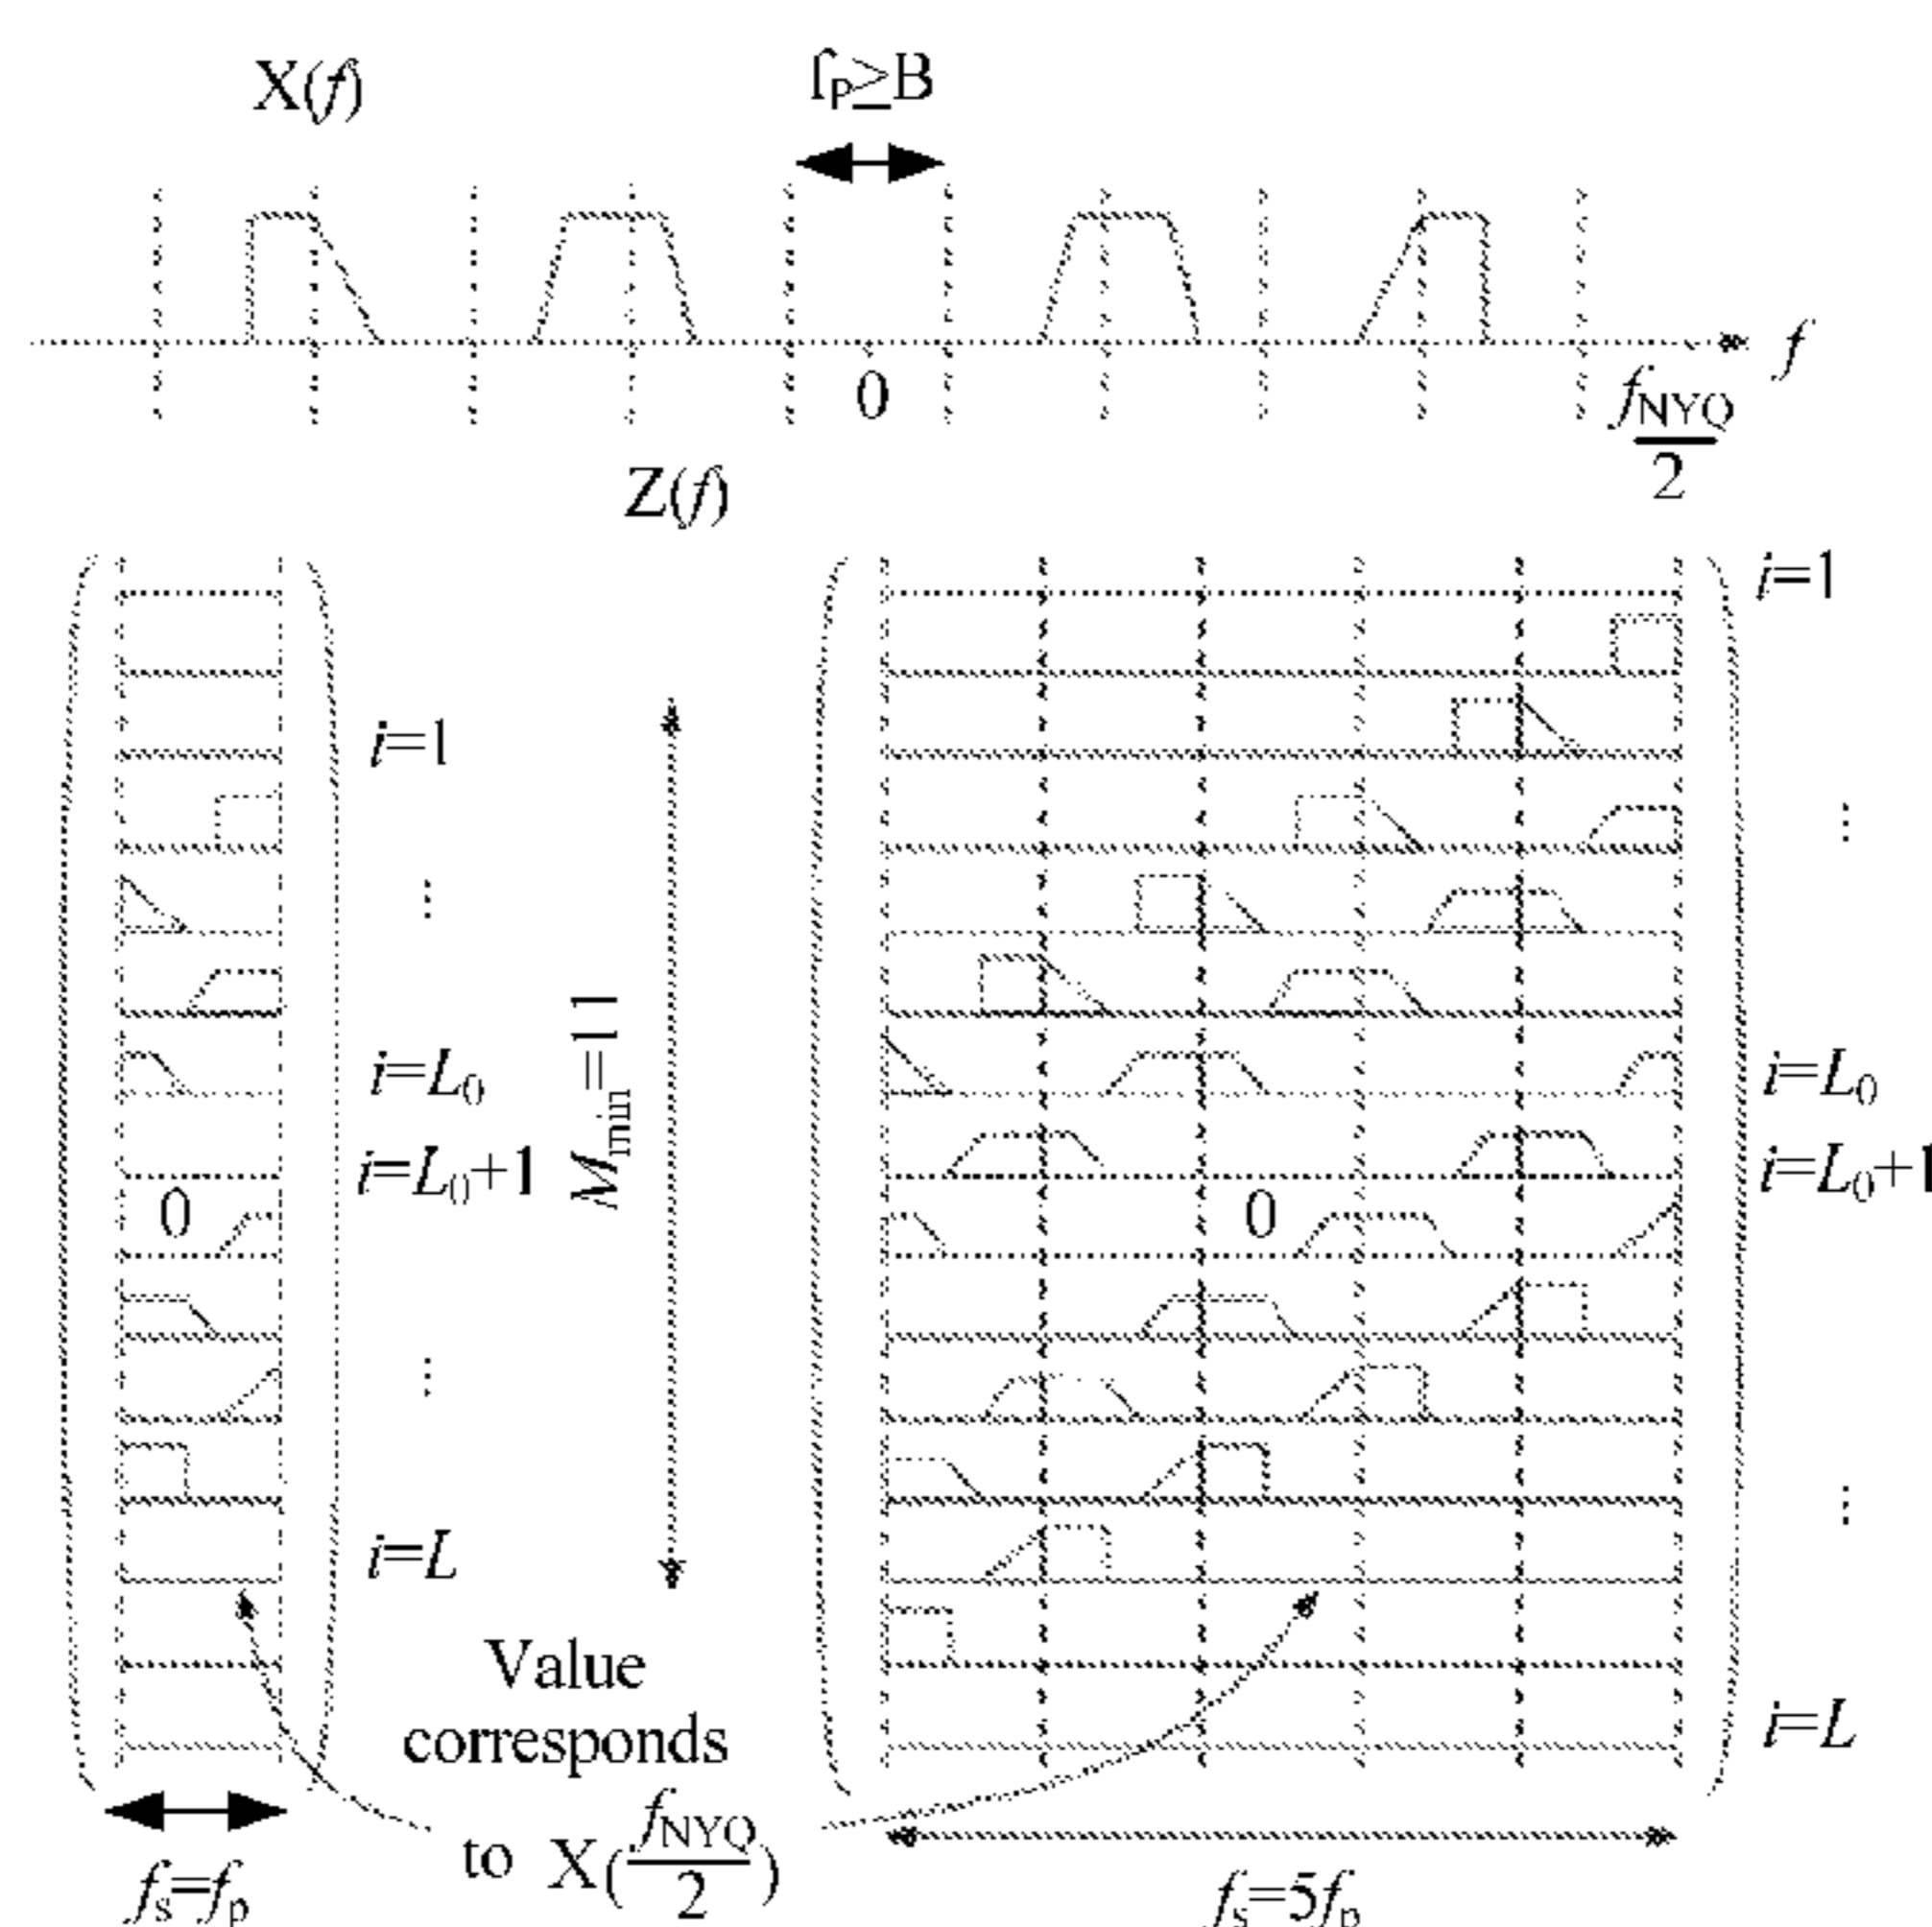 X(f)
fP≥B
0
f
fNYQ
2
Z(f)
i=1
i=1
⋮
⋮
Mmin=11
i=L0
i=L0
i=L0+1
i=L0+1
0
0
⋮
⋮
i=L
i=L
Value
corresponds
to X(fNYQ/2)
fs=fp
fs=5fp